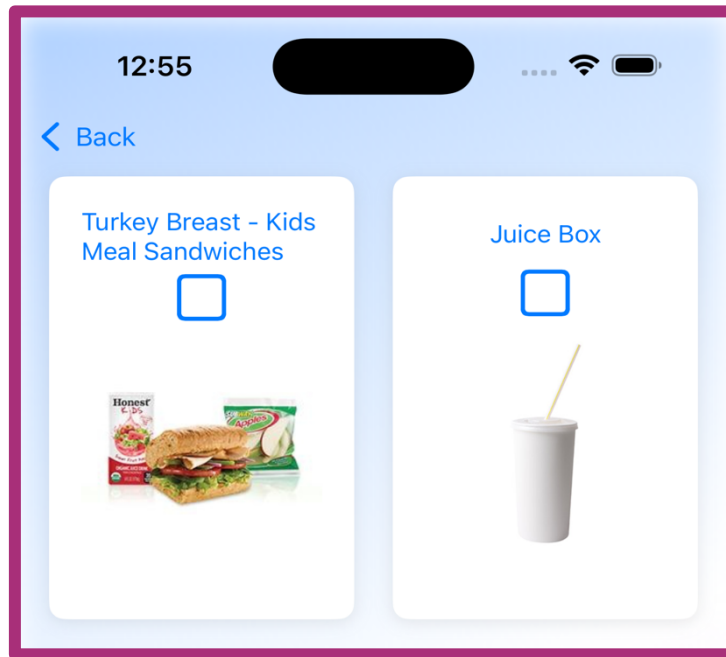 12:55
Back
Turkey Breast - Kids
Meal Sandwiches
Juice Box
Honest
KIDS
Apples